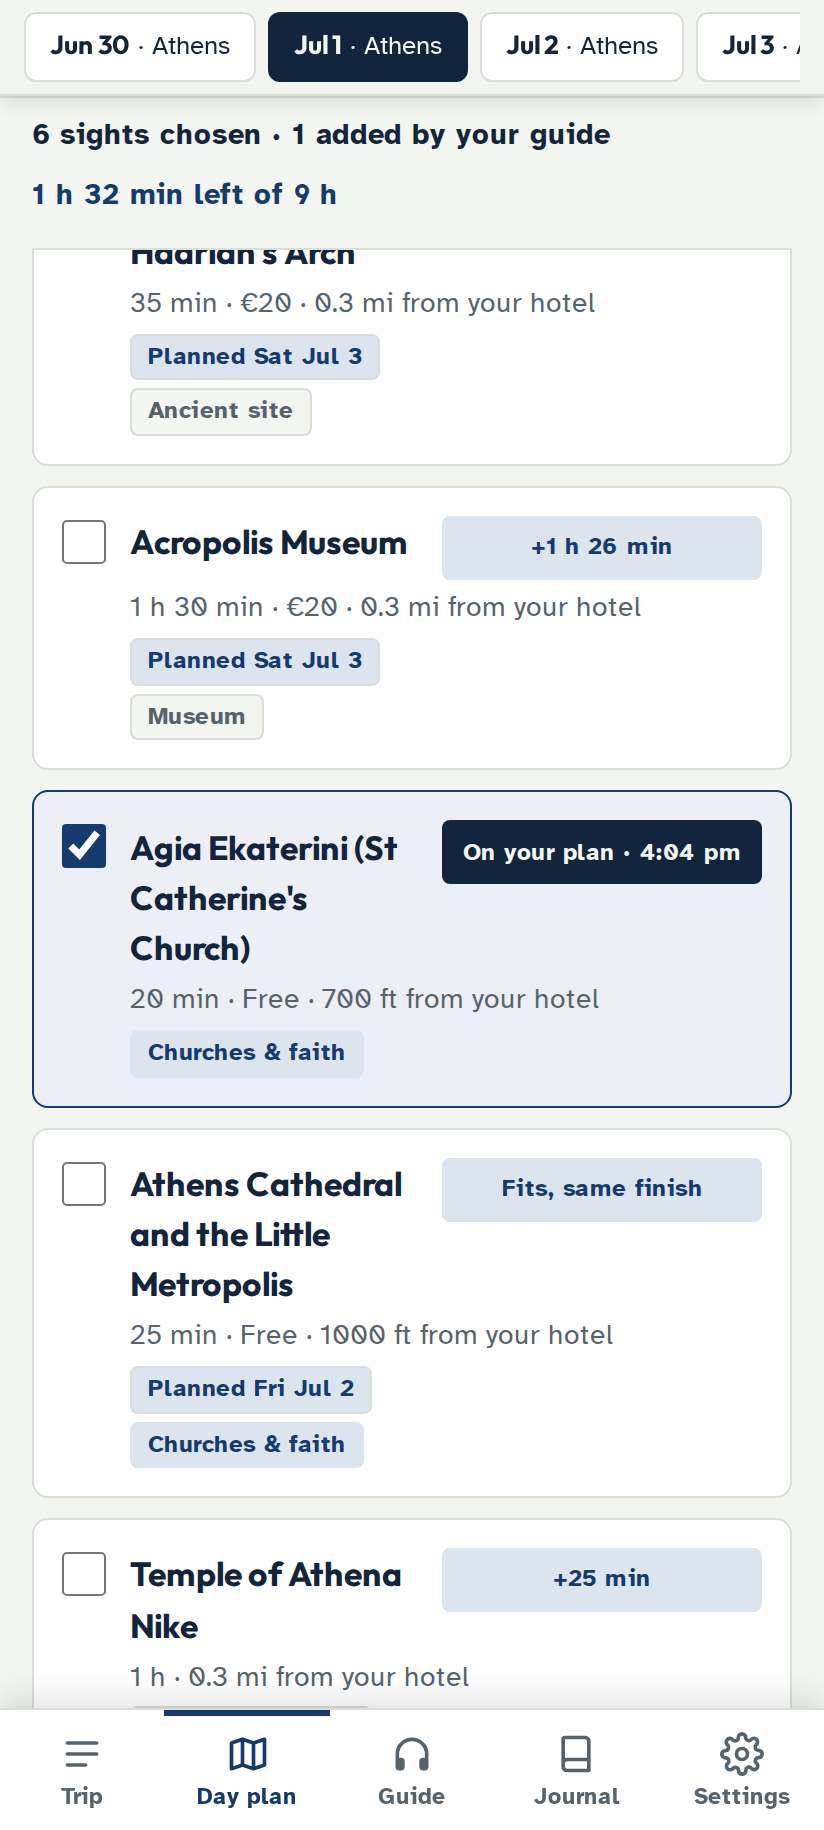 Jun 30 · Athens
Jul 1 · Athens
Jul 2 · Athens
Jul 3 ·
6 sights chosen · 1 added by your guide
1 h 32 min left of 9 h
Hadrian's Arch
35 min · €20 · 0.3 mi from your hotel
Planned Sat Jul 3
Ancient site
Acropolis Museum
+1 h 26 min
1 h 30 min · €20 · 0.3 mi from your hotel
Planned Sat Jul 3
Museum
Agia Ekaterini (St
Catherine's
Church)
On your plan · 4:04 pm
20 min · Free · 700 ft from your hotel
Churches & faith
Athens Cathedral
and the Little
Metropolis
Fits, same finish
25 min · Free · 1000 ft from your hotel
Planned Fri Jul 2
Churches & faith
Temple of Athena
Nike
+25 min
1 h · 0.3 mi from your hotel
Trip
Day plan
Guide
Journal
Settings